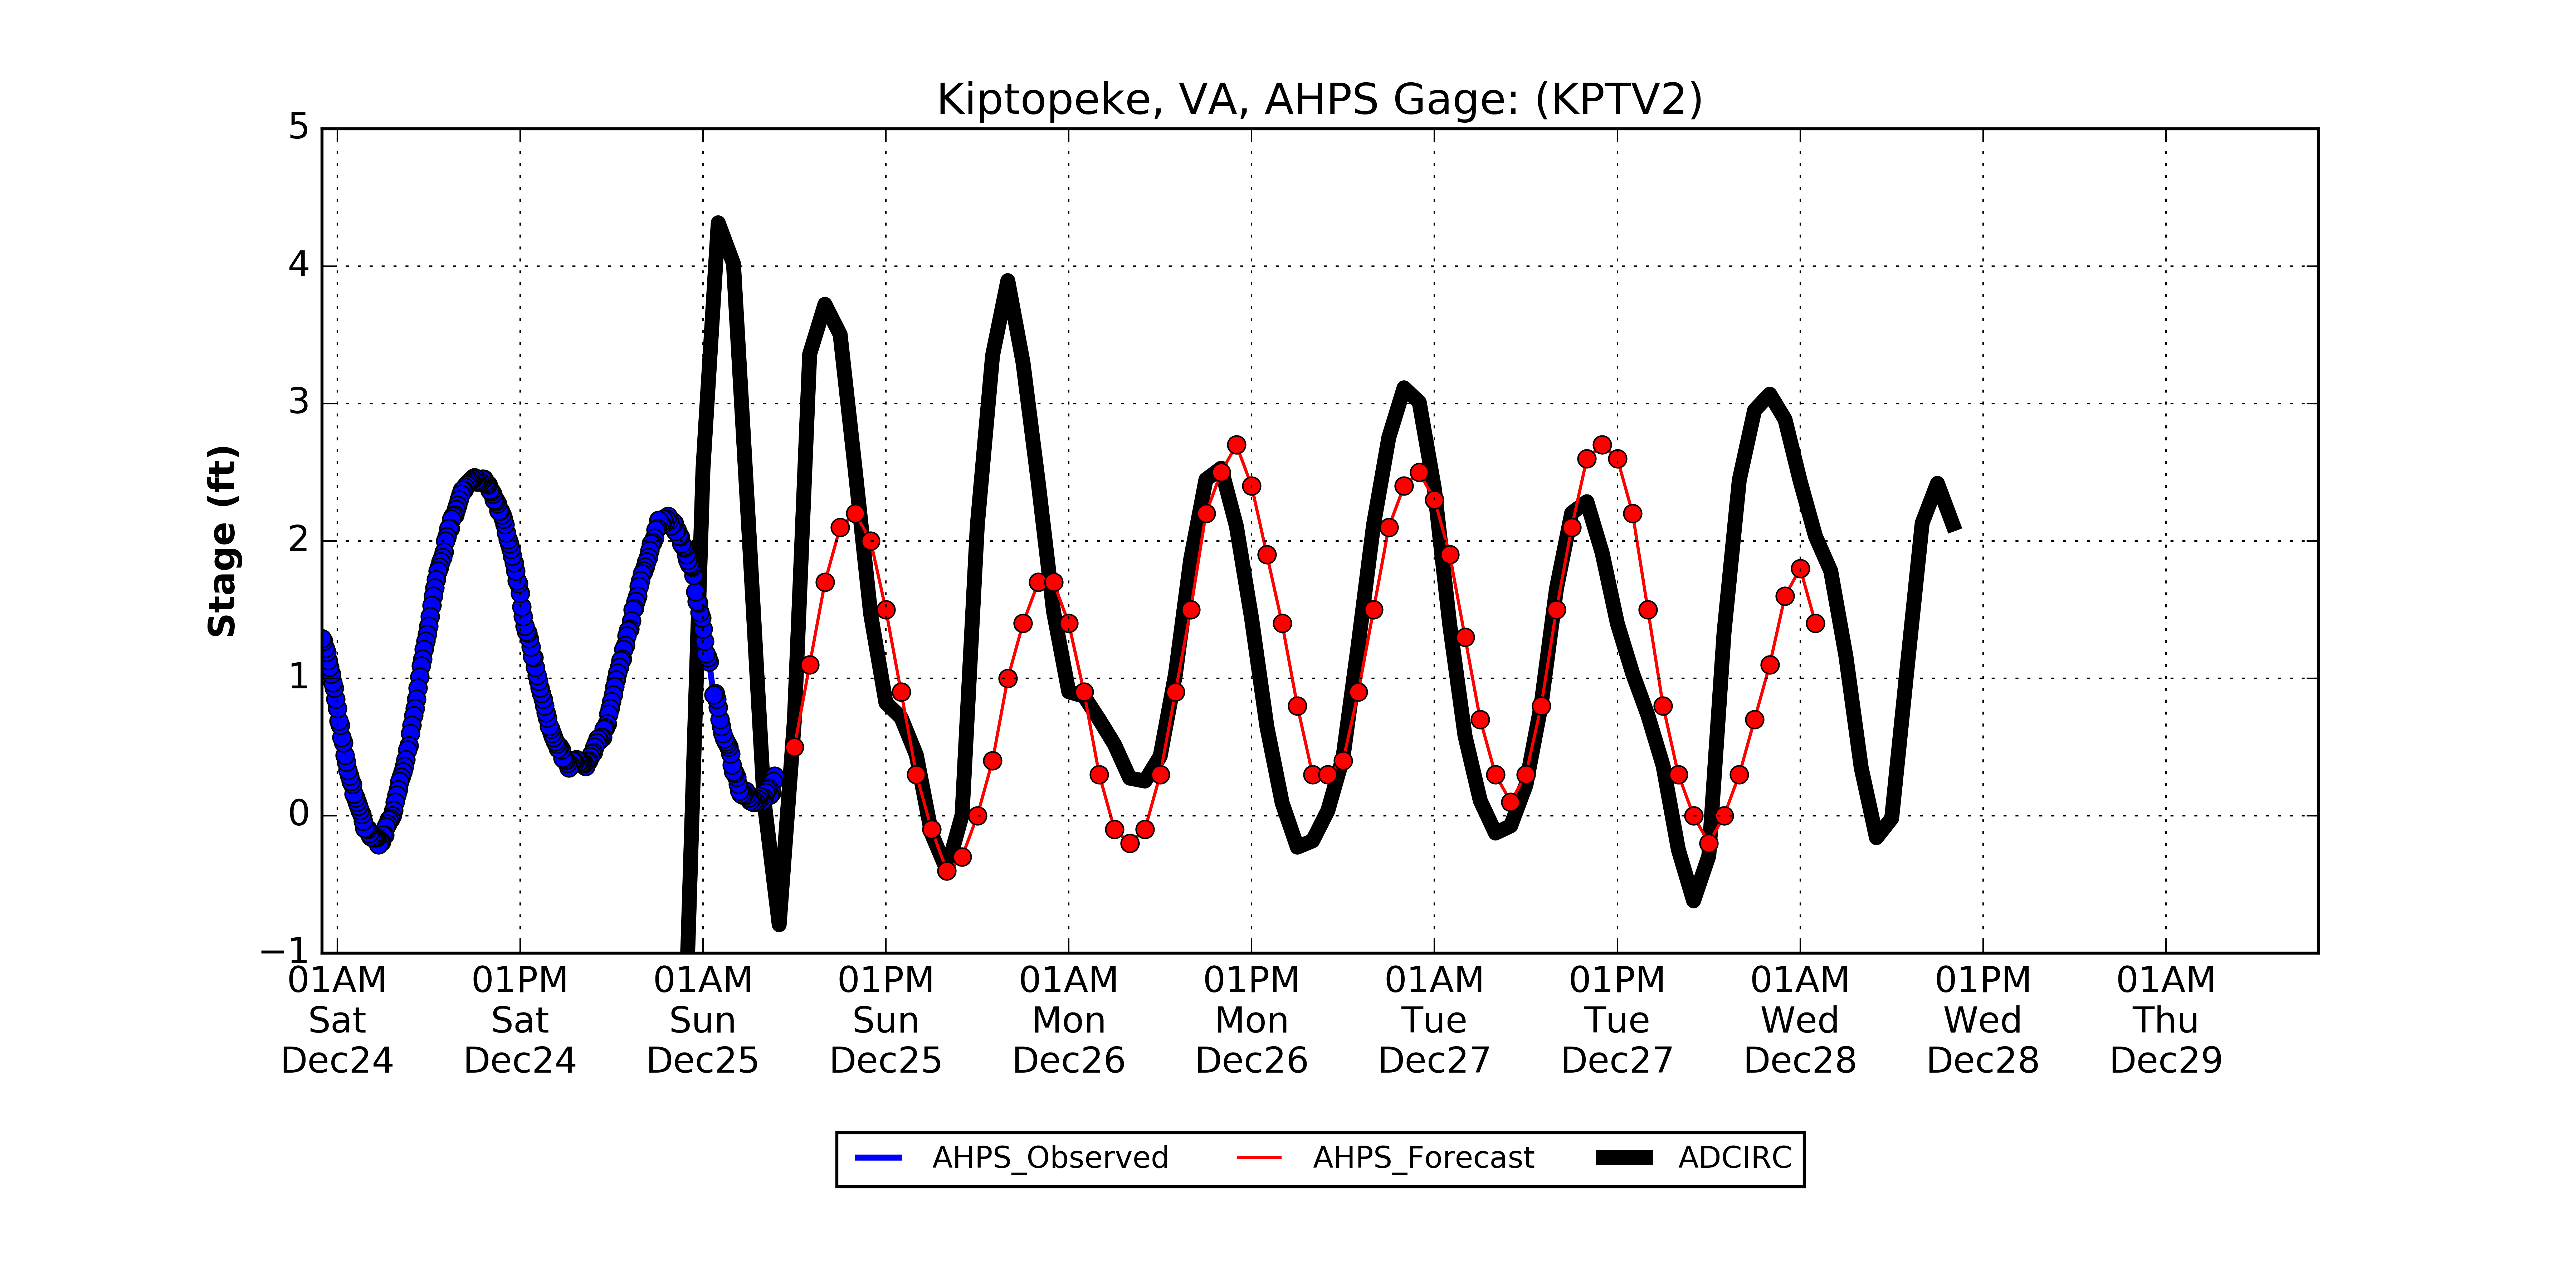 Kiptopeke, VA, AHPS Gage: (KPTV2)
Stage (ft)
5
4
3
2
1
0
−1
01AM 01PM 01AM 01PM 01AM 01PM 01AM 01PM 01AM 01PM 01AM
Sat Sat Sun Sun Mon Mon Tue Tue Wed Wed Thu
Dec24 Dec24 Dec25 Dec25 Dec26 Dec26 Dec27 Dec27 Dec28 Dec28 Dec29
AHPS_Observed AHPS_Forecast ADCIRC